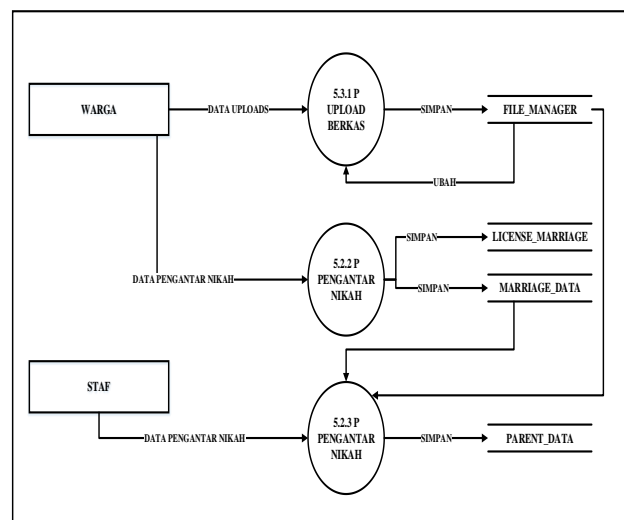 WARGA
DATA UPLOADS
5.3.1 P
UPLOAD
BERKAS
SIMPAN
FILE_MANAGER
UBAH
DATA PENGANTAR NIKAH
5.2.2 P
PENGANTAR
NIKAH
SIMPAN
LICENSE_MARRIAGE
SIMPAN
MARRIAGE_DATA
STAF
DATA PENGANTAR NIKAH
5.2.3 P
PENGANTAR
NIKAH
SIMPAN
PARENT_DATA